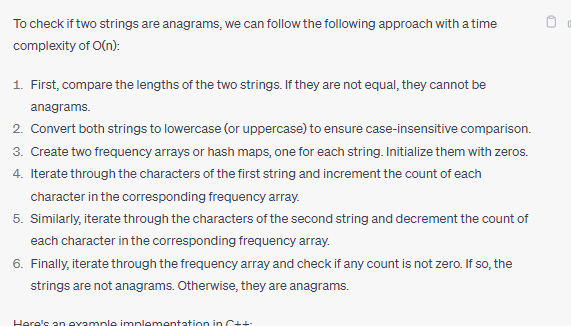 To check if two strings are anagrams, we can follow the following approach with a time
complexity of O(n):
1. First, compare the lengths of the two strings. If they are not equal, they cannot be
anagrams.
2. Convert both strings to lowercase (or uppercase) to ensure case-insensitive comparison.
3. Create two frequency arrays or hash maps, one for each string. Initialize them with zeros.
4. Iterate through the characters of the first string and increment the count of each
character in the corresponding frequency array.
5. Similarly, iterate through the characters of the second string and decrement the count of
each character in the corresponding frequency array.
6. Finally, iterate through the frequency array and check if any count is not zero. If so, the
strings are not anagrams. Otherwise, they are anagrams.
Here's an example implementation in C++: